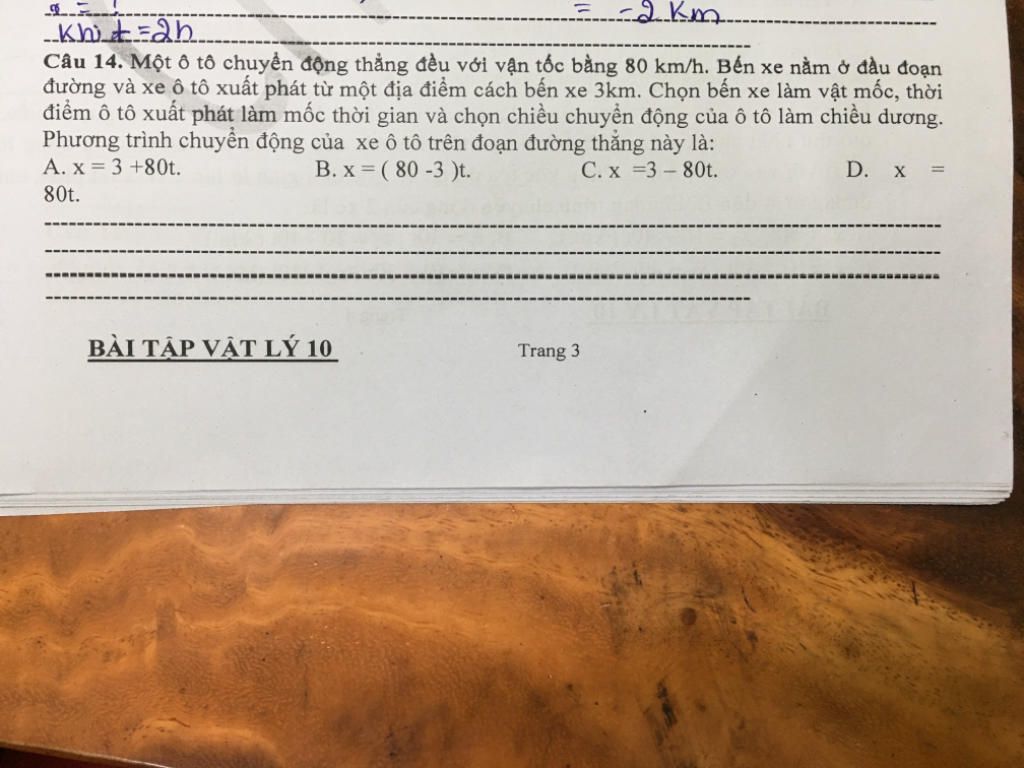 = -2 Km
khi t=2h
Câu 14. Một ô tô chuyển động thẳng đều với vận tốc bằng 80 km/h. Bến xe nằm ở đầu đoạn
đường và xe ô tô xuất phát từ một địa điểm cách bến xe 3km. Chọn bến xe làm vật mốc, thời
điểm ô tô xuất phát làm mốc thời gian và chọn chiều chuyển động của ô tô làm chiều dương.
Phương trình chuyển động của xe ô tô trên đoạn đường thẳng này là:
A. x = 3 +80t. B. x = ( 80 -3 )t. C. x =3 – 80t. D. x =
80t.
BÀI TẬP VẬT LÝ 10 Trang 3